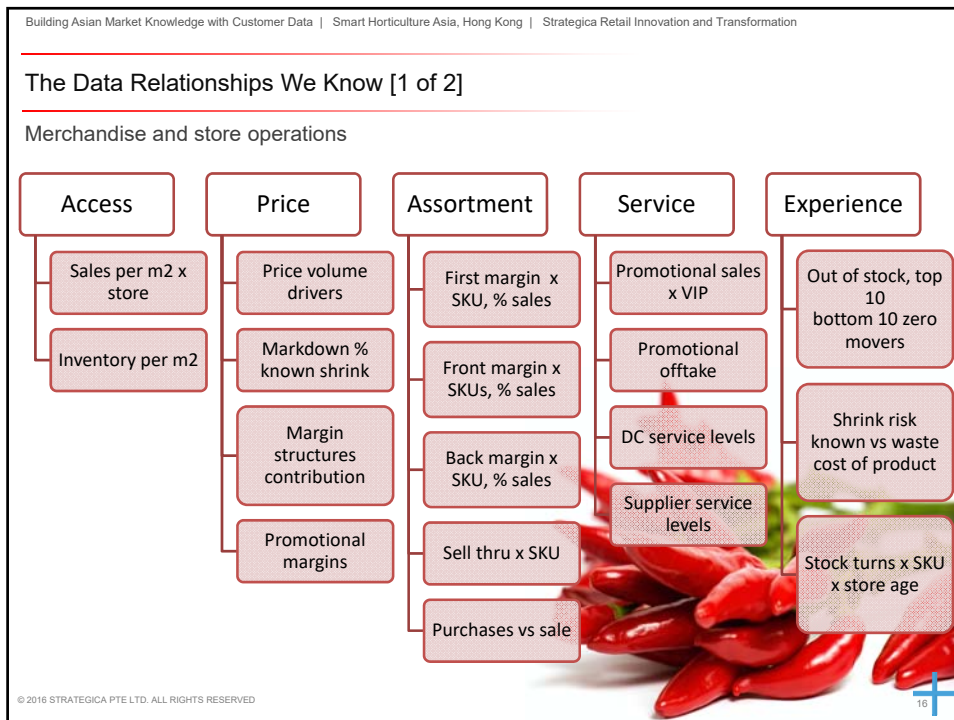 Building Asian Market Knowledge with Customer Data | Smart Horticulture Asia, Hong Kong | Strategica Retail Innovation and Transformation
The Data Relationships We Know [1 of 2]
Merchandise and store operations
Access
Sales per m2 x
store
Inventory per m2
Price
Price volume
drivers
Markdown %
known shrink
Margin
structures
contribution
Promotional
margins
Assortment
First margin x
SKU, % sales
Front margin x
SKUs, % sales
Back margin x
SKU, % sales
Sell thru x SKU
Purchases vs sale
Service
Promotional sales
x VIP
Promotional
offtake
DC service levels
Supplier service
levels
Experience
Out of stock, top
10
bottom 10 zero
movers
Shrink risk
known vs waste
cost of product
Stock turns x SKU
x store age
© 2016 STRATEGICA PTE LTD. ALL RIGHTS RESERVED
16